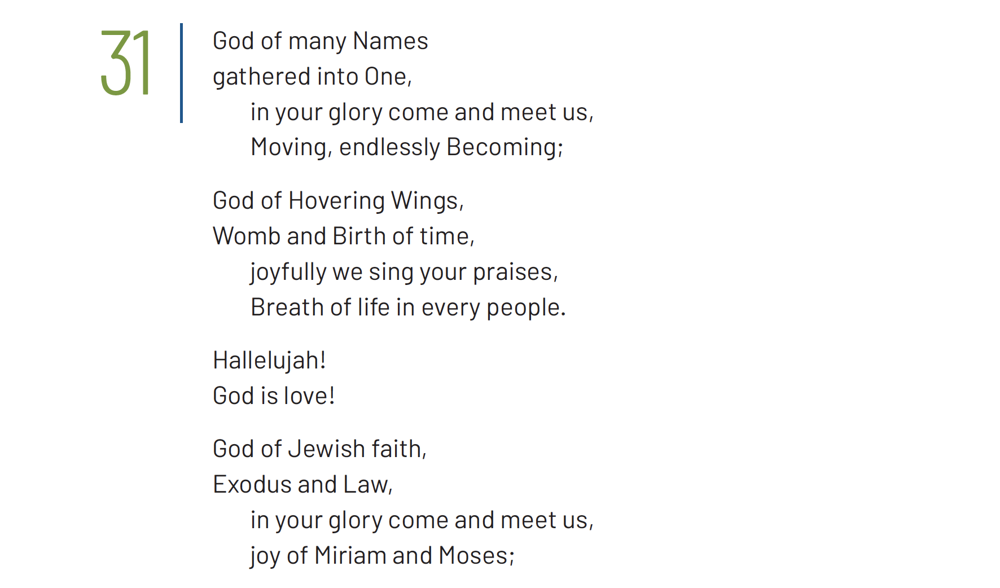 31
God of many Names
gathered into One,
in your glory come and meet us,
Moving, endlessly Becoming;
God of Hovering Wings,
Womb and Birth of time,
joyfully we sing your praises,
Breath of life in every people.
Hallelujah!
God is love!
God of Jewish faith,
Exodus and Law,
in your glory come and meet us,
joy of Miriam and Moses;